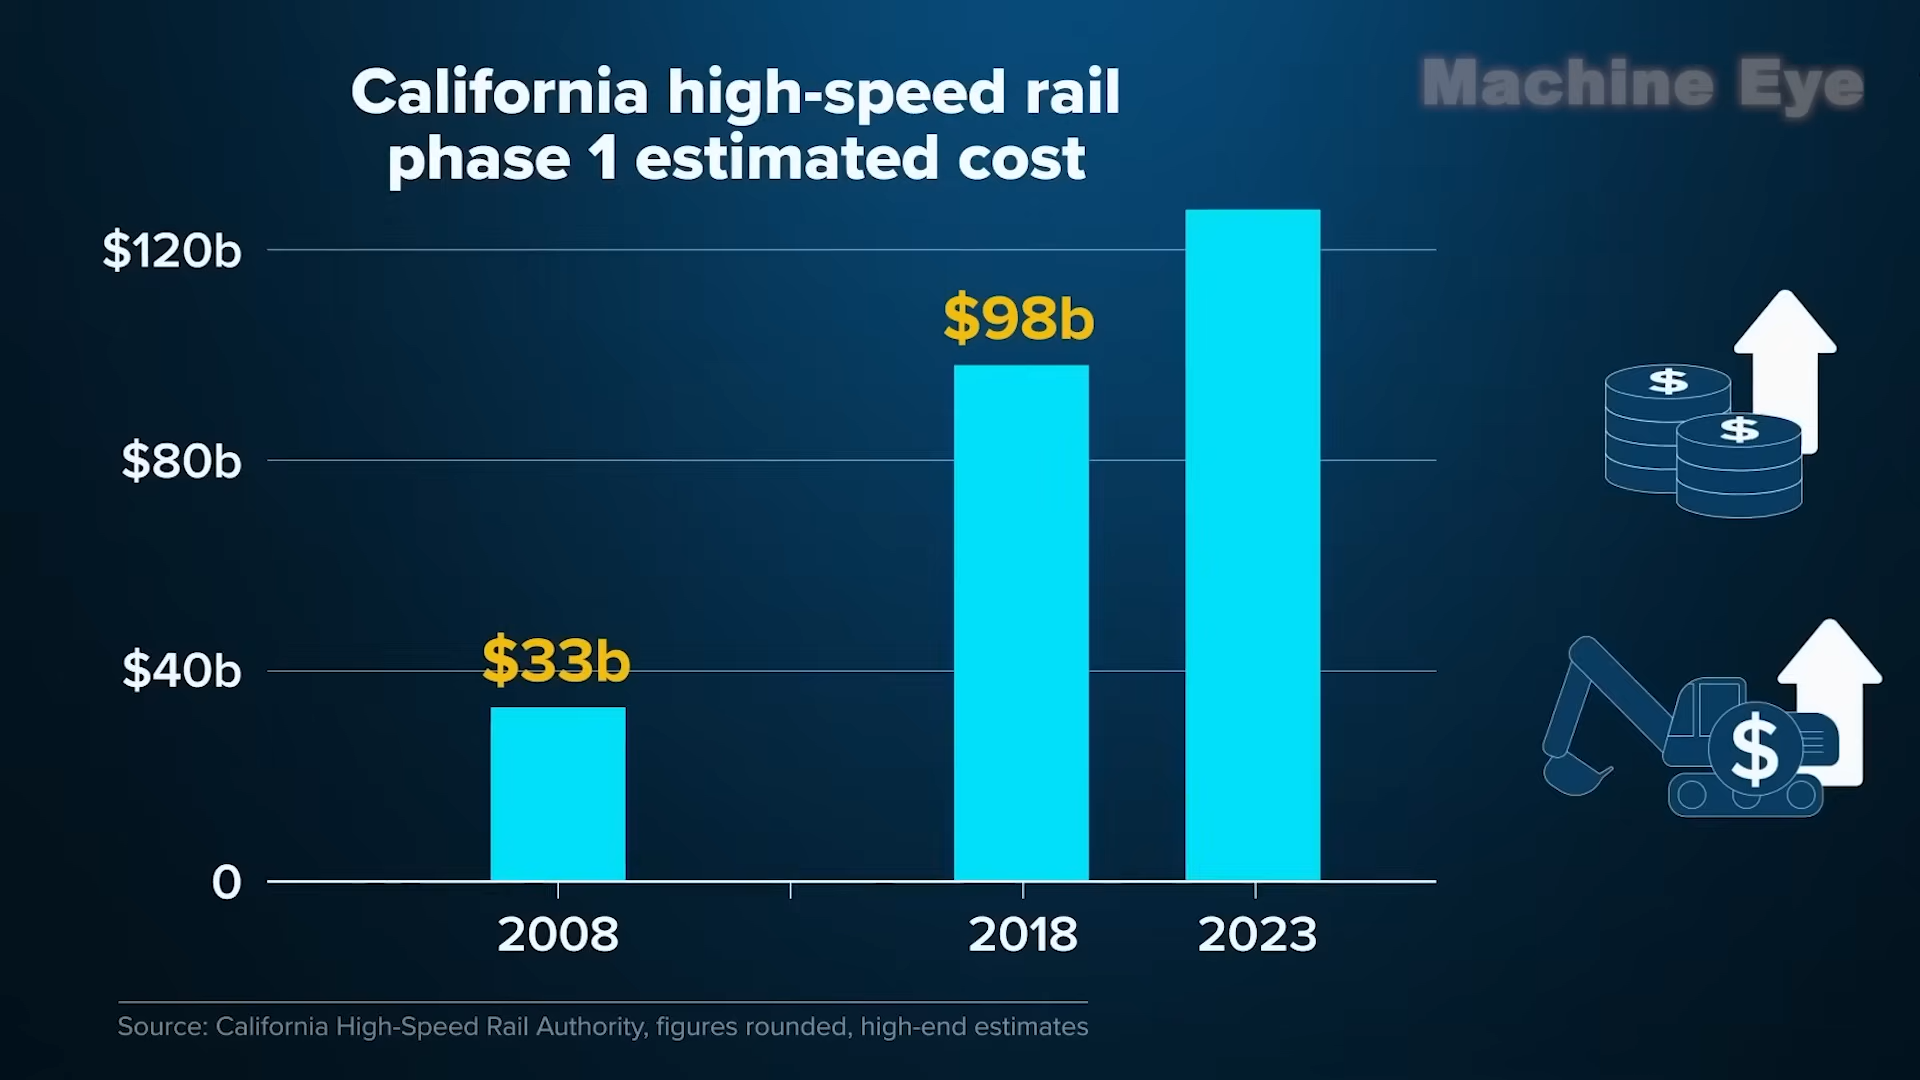 California high-speed rail
phase 1 estimated cost
Machine Eye
$120b
$98b
$80b
$33b
$40b
0
2008
2018
2023
$
$
$
Source: California High-Speed Rail Authority, figures rounded, high-end estimates